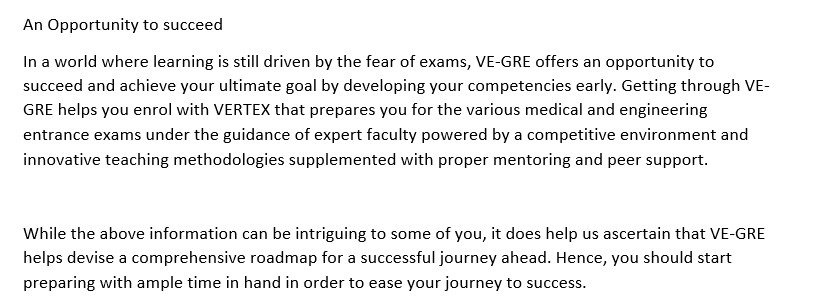 An Opportunity to succeed
In a world where learning is still driven by the fear of exams, VE-GRE offers an opportunity to
succeed and achieve your ultimate goal by developing your competencies early. Getting through VE-
GRE helps you enrol with VERTEX that prepares you for the various medical and engineering
entrance exams under the guidance of expert faculty powered by a competitive environment and
innovative teaching methodologies supplemented with proper mentoring and peer support.
While the above information can be intriguing to some of you, it does help us ascertain that VE-GRE
helps devise a comprehensive roadmap for a successful journey ahead. Hence, you should start
preparing with ample time in hand in order to ease your journey to success.